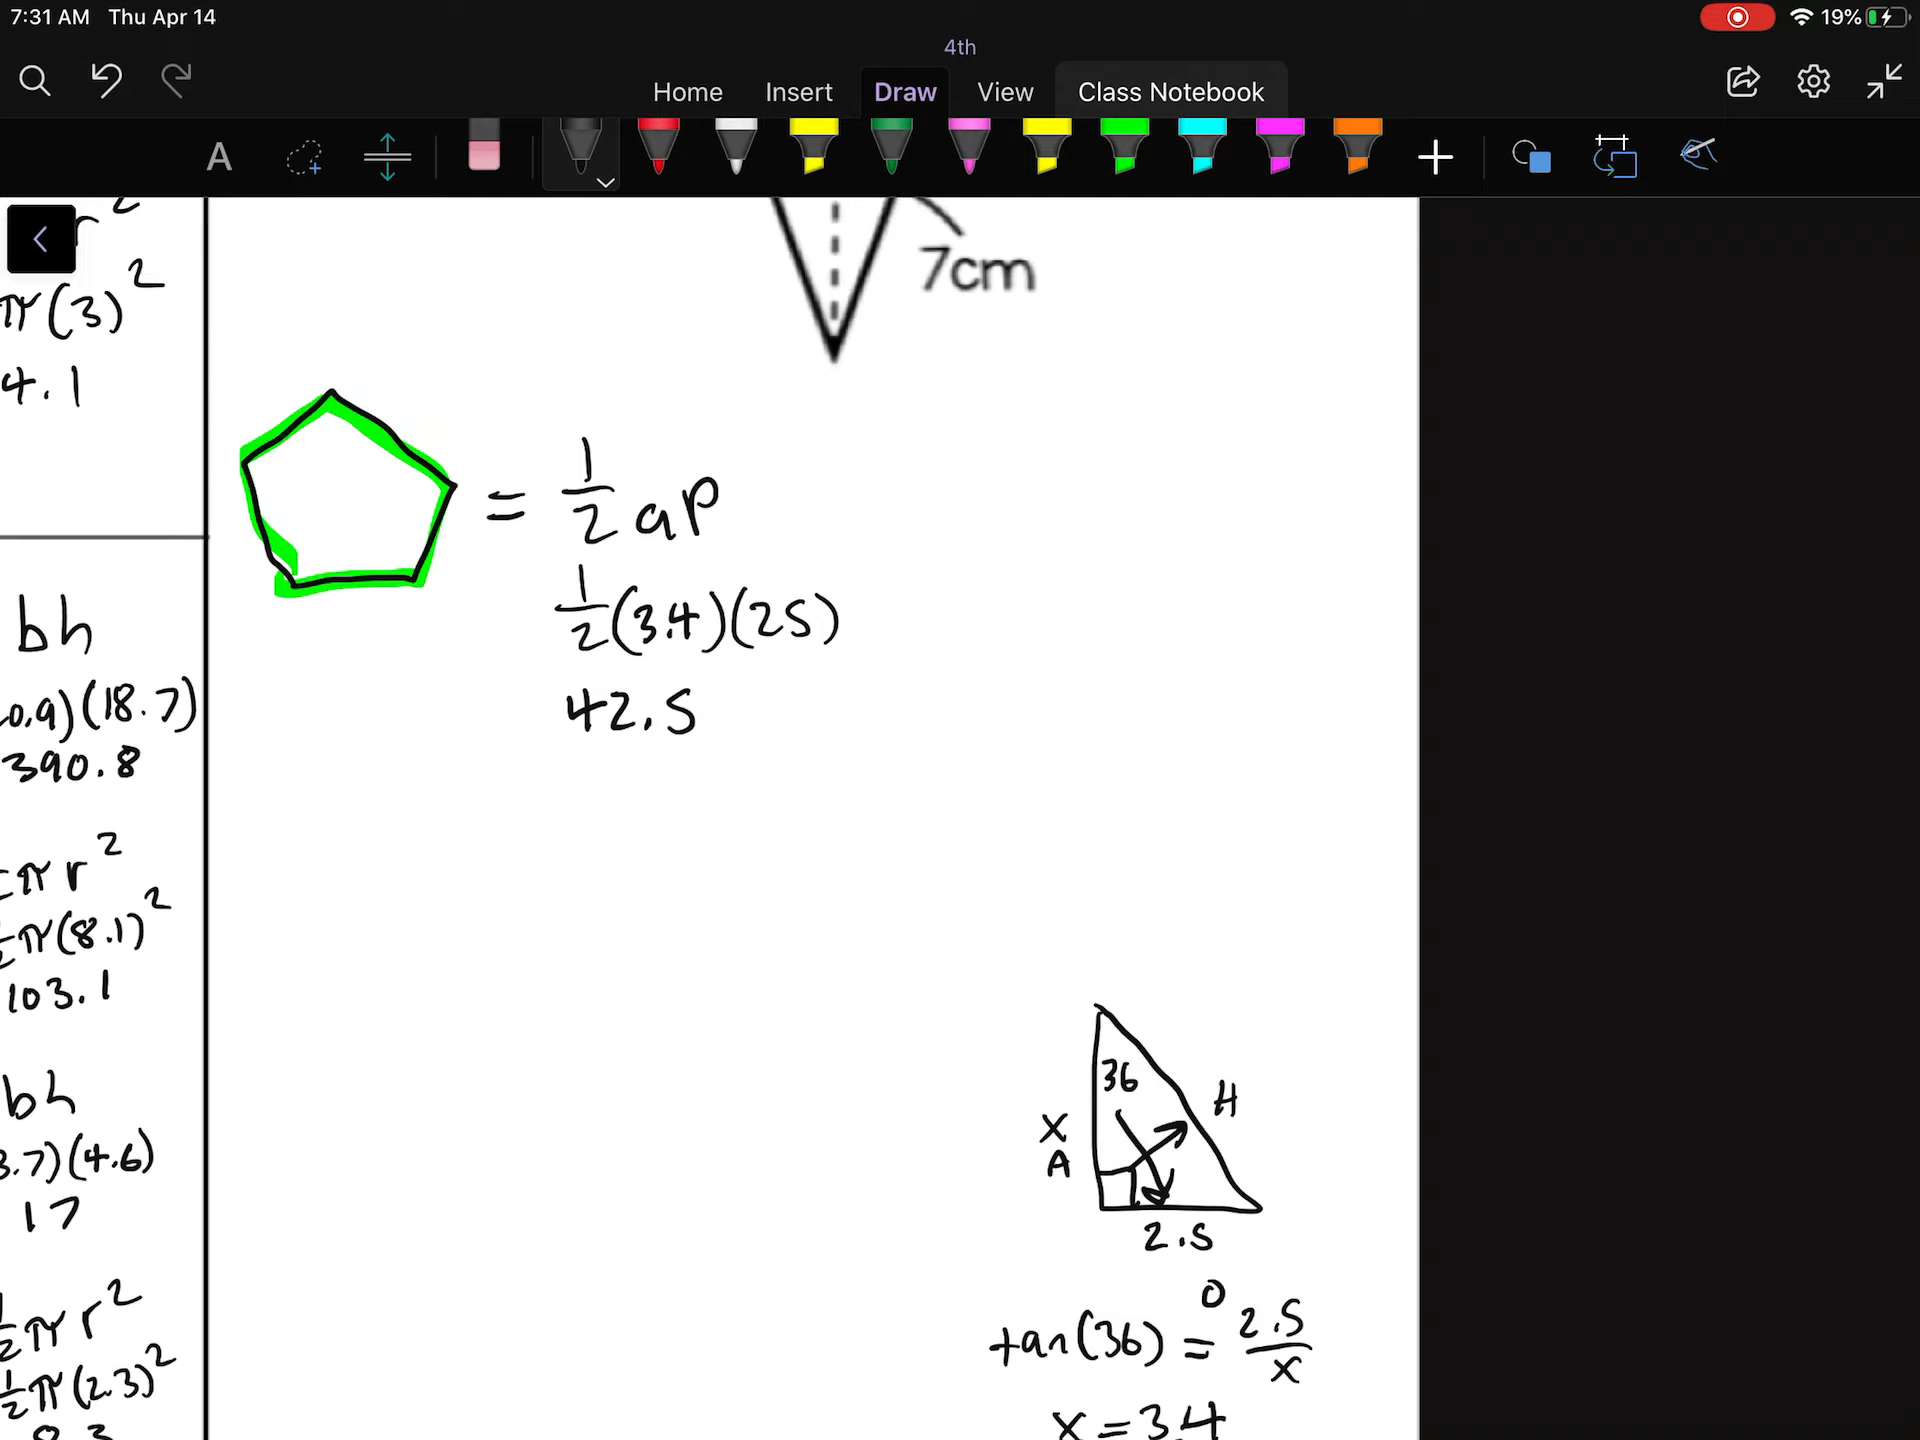 7:31 AM Thu Apr 14
19%
4th
Home Insert Draw View Class Notebook
A
r²
π(3)²
4.1
7cm
= 1/2 ap
1/2(3.4)(25)
42.5
bh
0.9)(18.7)
390.8
πr²
π(8.1)²
103.1
bh
3.7)(4.6)
17
1/2πr²
1/2π(2.3)²
36
H
X
A
2.5
O
tan(36) = 2.5/x
x = 3.4